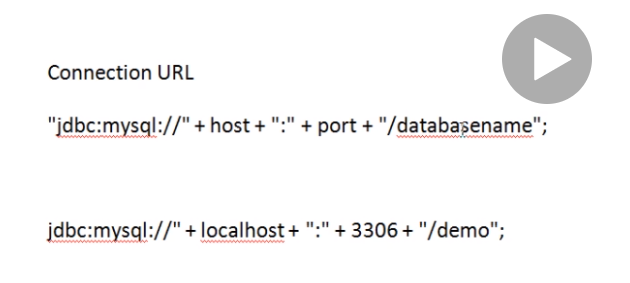 Connection URL
"jdbc:mysql://" + host + ":" + port + "/databasename";
jdbc:mysql://" + localhost + ":" + 3306 + "/demo";